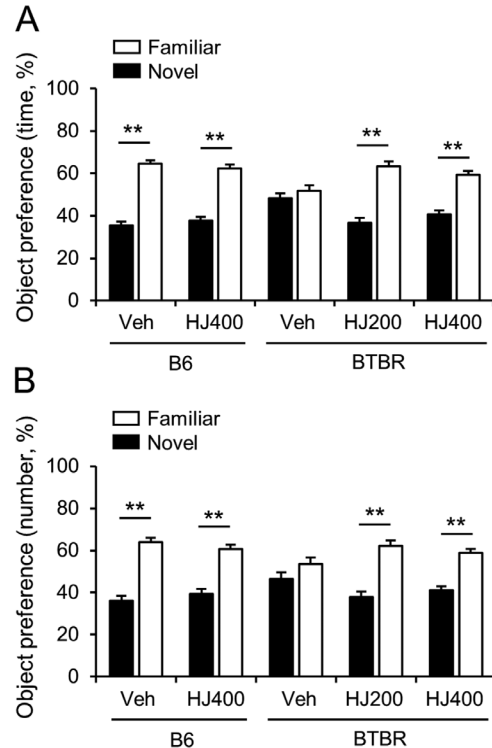 A
Familiar
Novel
Object preference (time, %)
100
80
60
40
20
0
** ** ** **
Veh HJ400 Veh HJ200 HJ400
B6 BTBR
B
Familiar
Novel
Object preference (number, %)
100
80
60
40
20
0
** ** ** **
Veh HJ400 Veh HJ200 HJ400
B6 BTBR